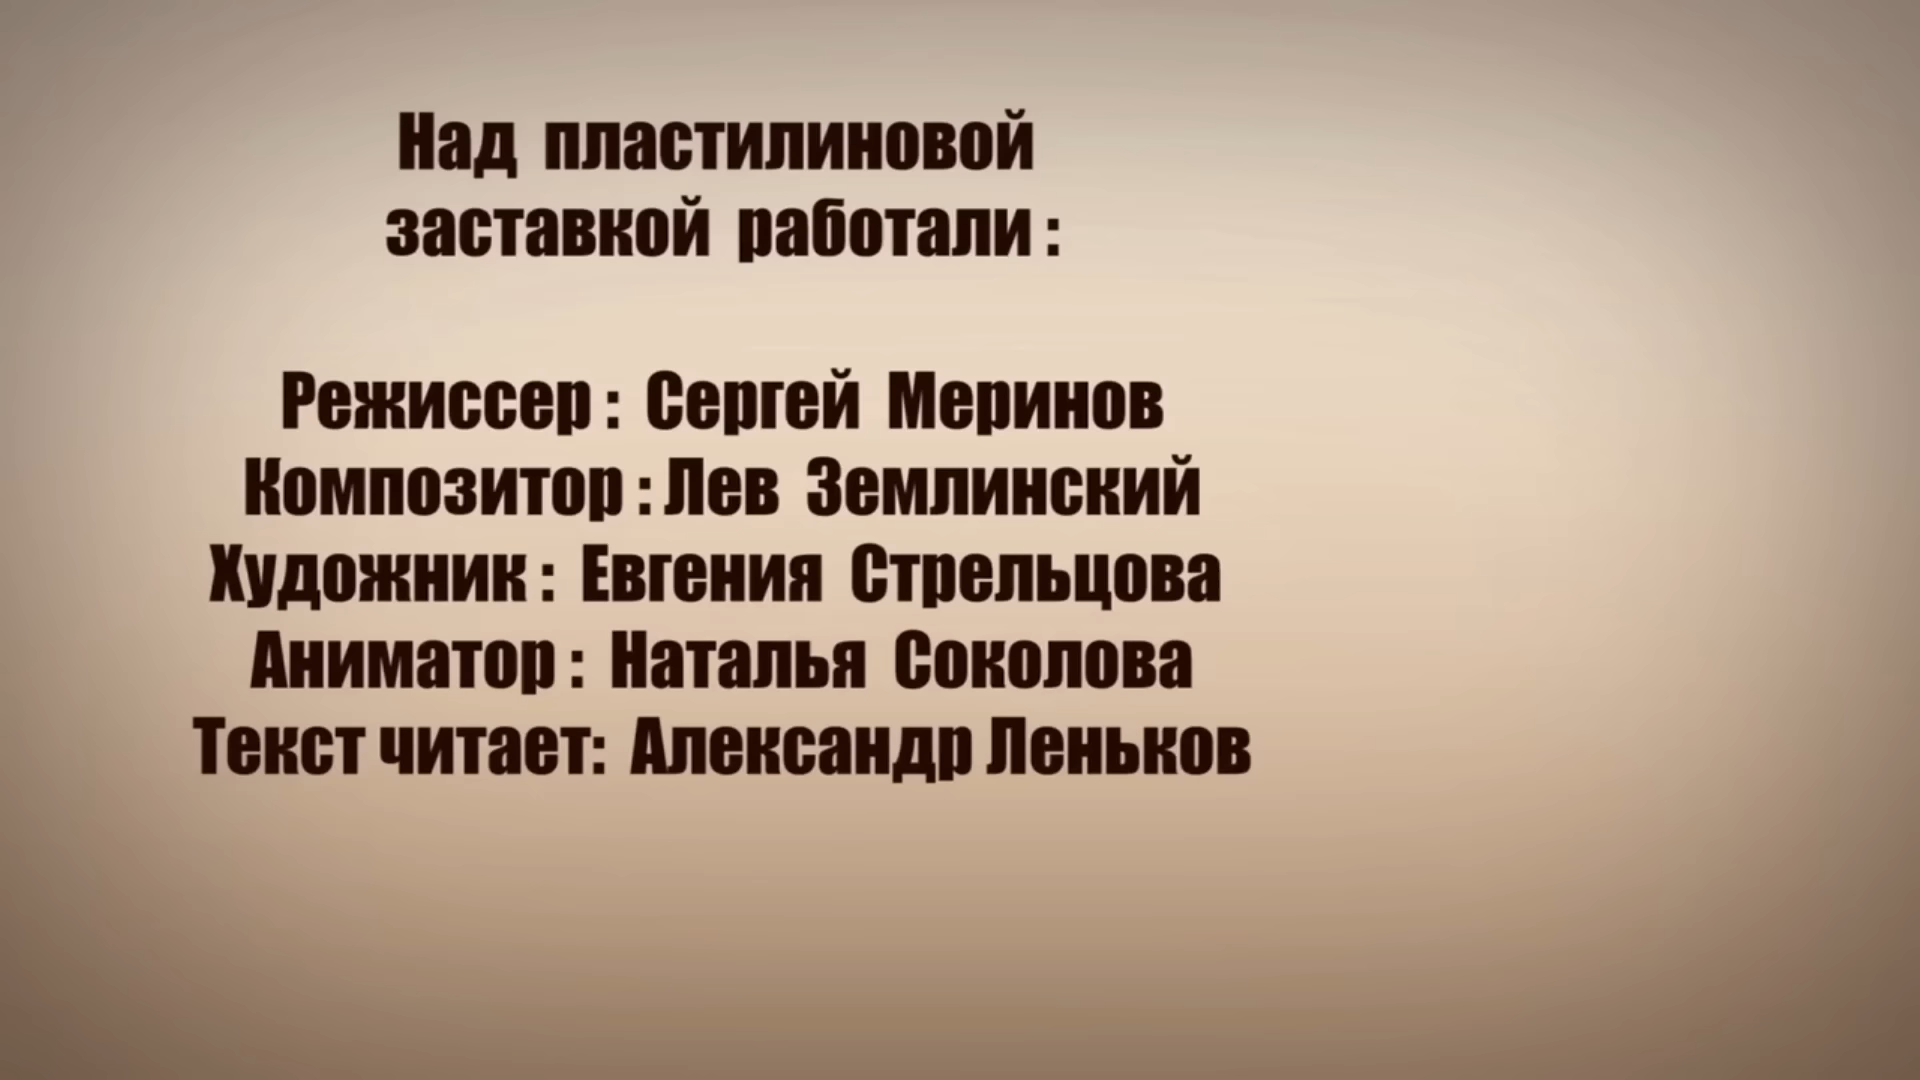 Над пластилиновой
заставкой работали :
Режиссер : Сергей Меринов
Композитор : Лев Землинский
Художник : Евгения Стрельцова
Аниматор : Наталья Соколова
Текст читает: Александр Леньков